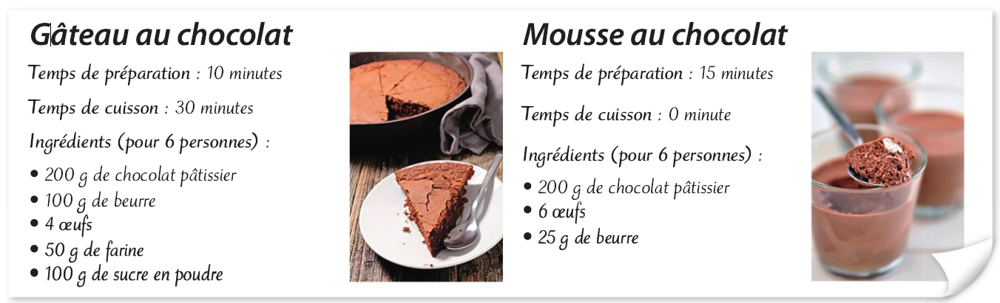 Gâteau au chocolat
Temps de préparation : 10 minutes
Temps de cuisson : 30 minutes
Ingrédients (pour 6 personnes) :
• 200 g de chocolat pâtissier
• 100 g de beurre
• 4 œufs
• 50 g de farine
• 100 g de sucre en poudre
Mousse au chocolat
Temps de préparation : 15 minutes
Temps de cuisson : 0 minute
Ingrédients (pour 6 personnes) :
• 200 g de chocolat pâtissier
• 6 œufs
• 25 g de beurre